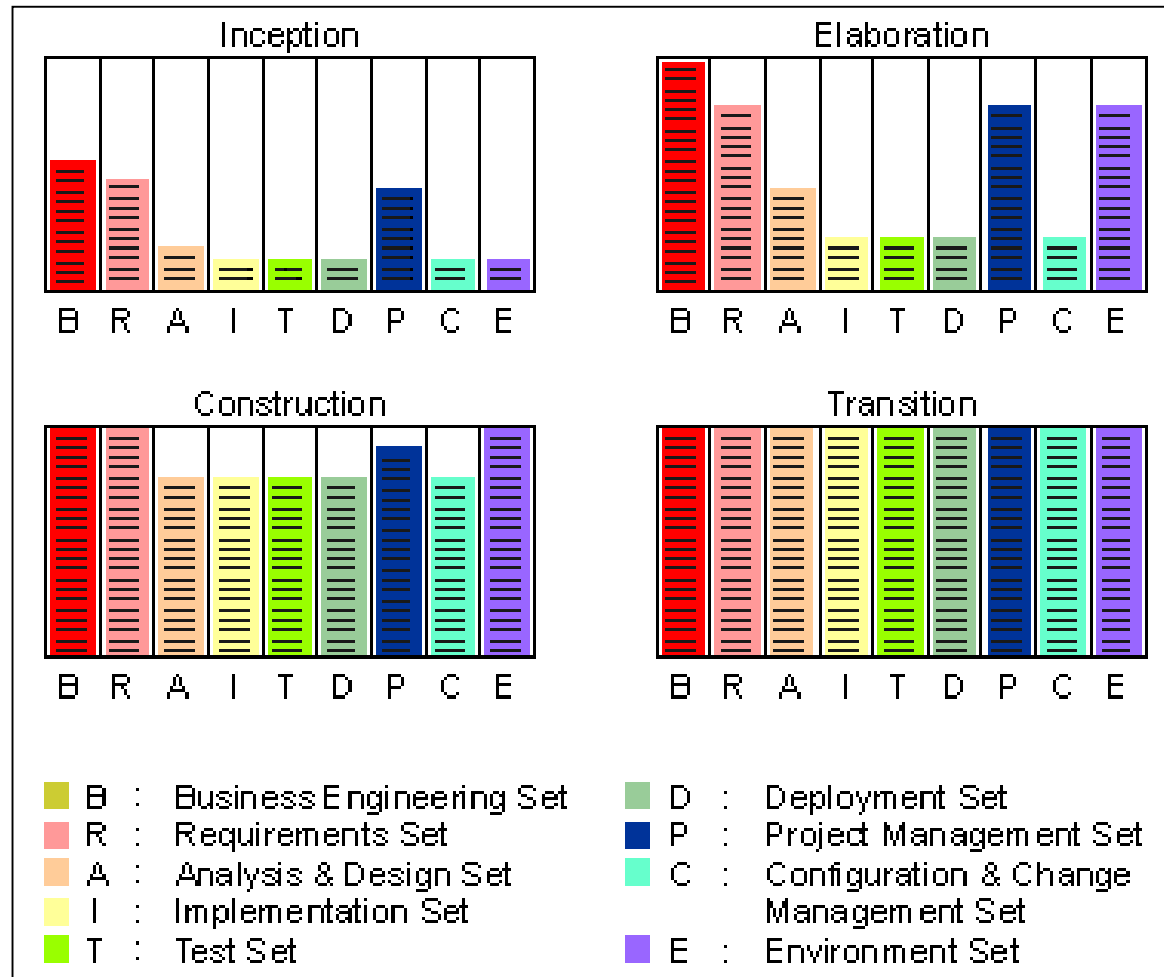 Inception
B R A I T D P C E
Elaboration
B R A I T D P C E
Construction
B R A I T D P C E
Transition
B R A I T D P C E
B : Business Engineering Set
R : Requirements Set
A : Analysis & Design Set
I : Implementation Set
T : Test Set
D : Deployment Set
P : Project Management Set
C : Configuration & Change
Management Set
E : Environment Set